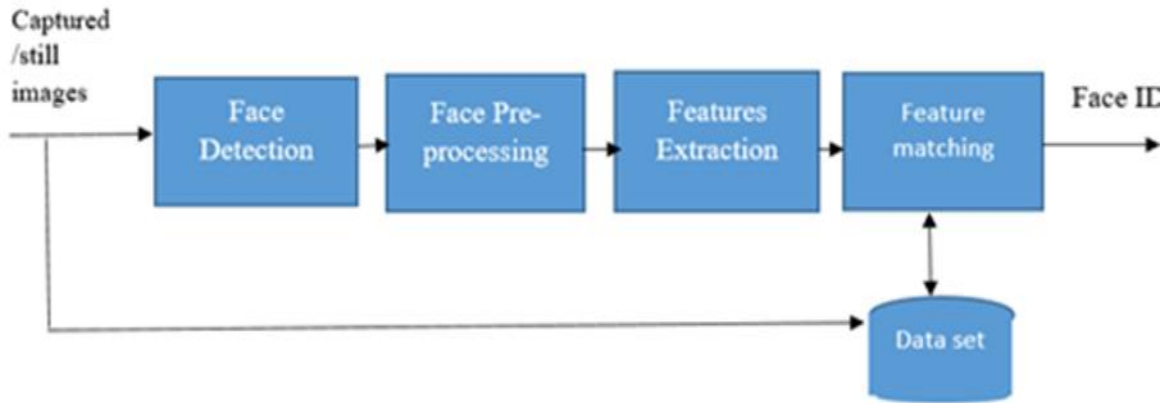 Captured
/still
images
Face
Detection
Face Pre-
processing
Features
Extraction
Feature
matching
Face ID
Data set